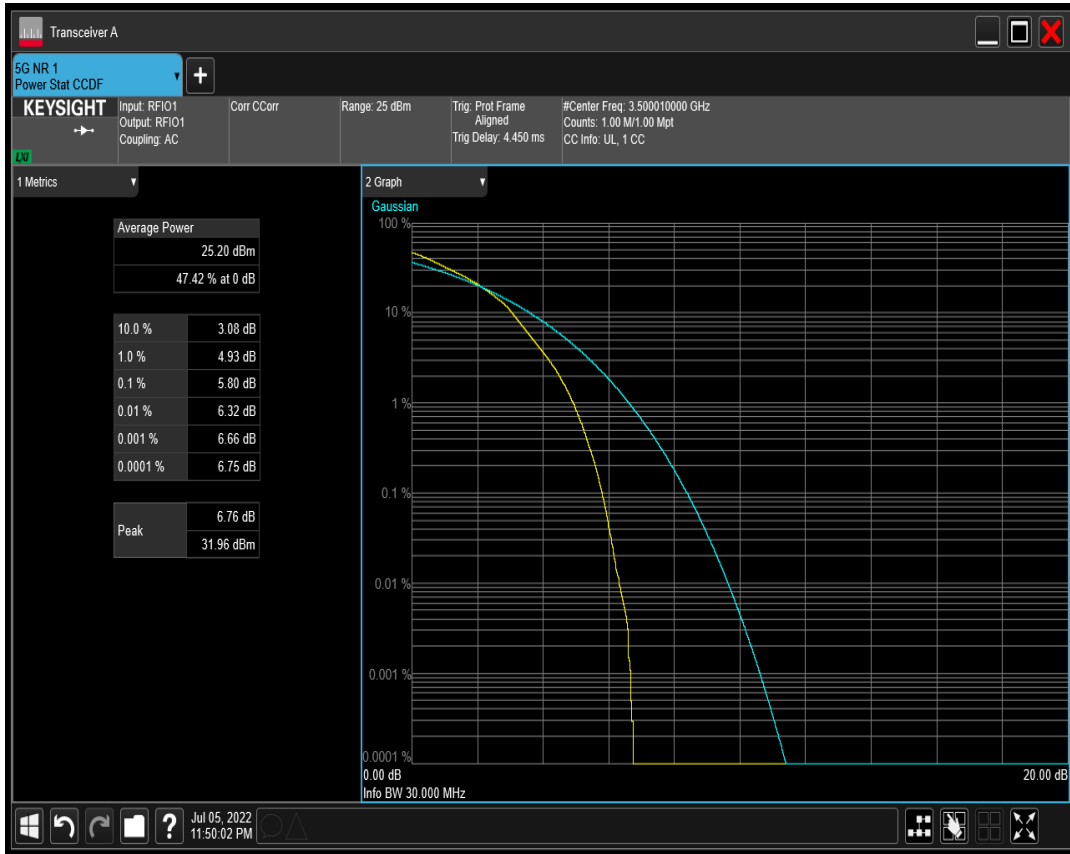 Transceiver A
5G NR 1
Power Stat CCDF
+
KEYSIGHT
LXI
Input: RFIO1
Output: RFIO1
Coupling: AC
Corr CCorr
Range: 25 dBm
Trig: Prot Frame
Aligned
Trig Delay: 4.450 ms
#Center Freq: 3.500010000 GHz
Counts: 1.00 M/1.00 Mpt
CC Info: UL, 1 CC
1 Metrics
Average Power
25.20 dBm
47.42 % at 0 dB
10.0 % 3.08 dB
1.0 % 4.93 dB
0.1 % 5.80 dB
0.01 % 6.32 dB
0.001 % 6.66 dB
0.0001 % 6.75 dB
Peak
6.76 dB
31.96 dBm
2 Graph
Gaussian
100 %
10 %
1 %
0.1 %
0.01 %
0.001 %
0.0001 %
0.00 dB 20.00 dB
Info BW 30.000 MHz
?
Jul 05, 2022
11:50:02 PM